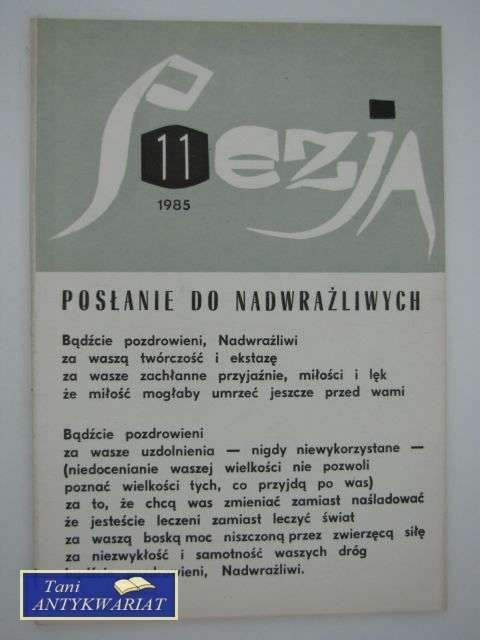 Poezja
11
1985
POSŁANIE DO NADWRAŻLIWYCH
Bądźcie pozdrowieni, Nadwrażliwi
za waszą twórczość i ekstazę
za wasze zachłanne przyjaźnie, miłości i lęk
że miłość mogłaby umrzeć jeszcze przed wami
Bądźcie pozdrowieni
za wasze uzdolnienia — nigdy niewykorzystane —
(niedocenianie waszej wielkości nie pozwoli
poznać wielkości tych, co przyjdą po was)
za to, że chcą was zmieniać zamiast naśladować
że jesteście leczeni zamiast leczyć świat
za waszą boską moc niszczoną przez zwierzęcą siłę
za niezwykłość i samotność waszych dróg
Nadwrażliwi.
Tani
ANTYKWARIAT